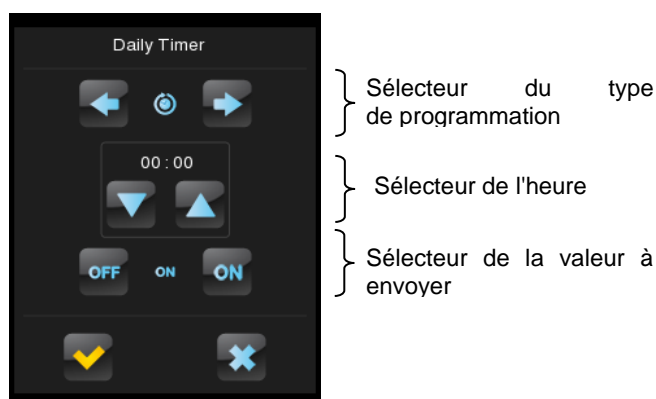 Daily Timer
Sélecteur du type
de programmation
00:00
Sélecteur de l'heure
OFF ON ON
Sélecteur de la valeur à
envoyer